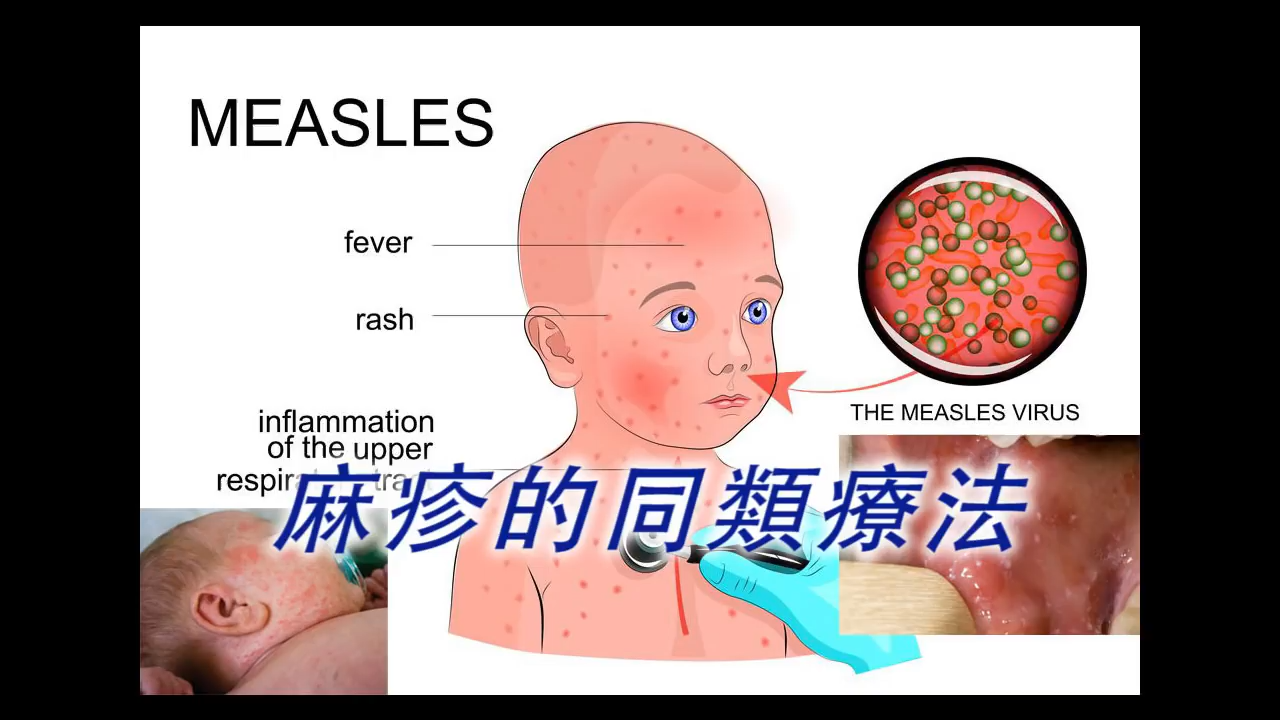 MEASLES
fever
rash
inflammation
of the upper
THE MEASLES VIRUS
麻疹的同類療法